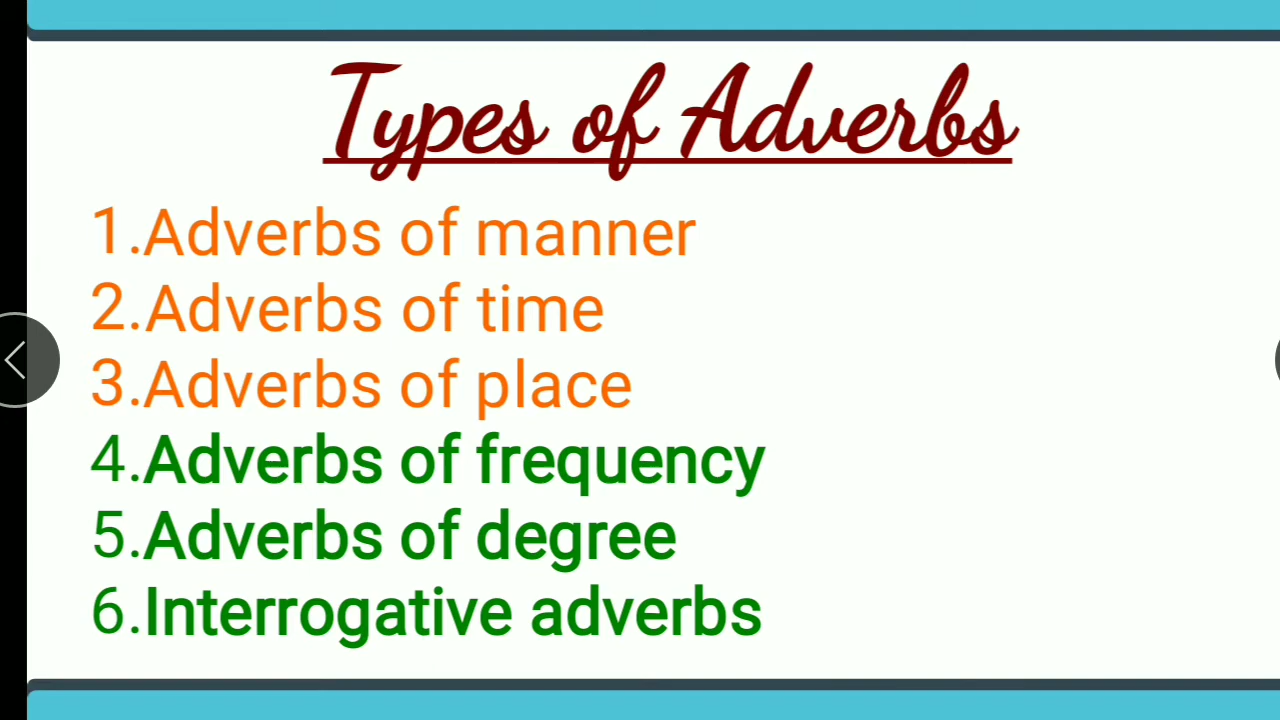 Types of Adverbs
1.Adverbs of manner
2.Adverbs of time
3.Adverbs of place
4.Adverbs of frequency
5.Adverbs of degree
6.Interrogative adverbs